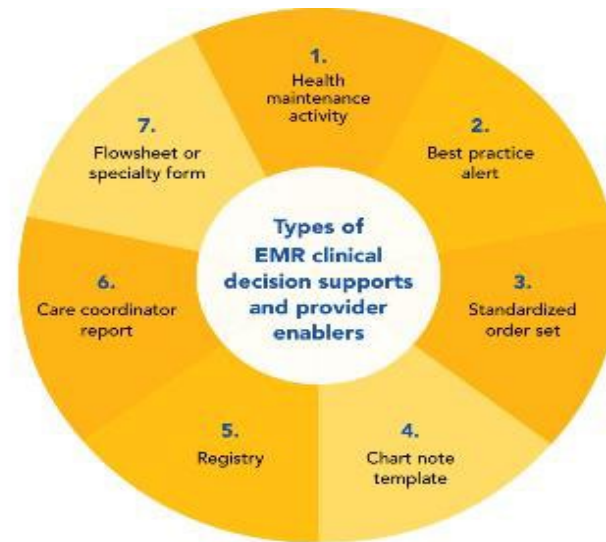 1.
Health
maintenance
activity
2.
Best practice
alert
3.
Standardized
order set
4.
Chart note
template
5.
Registry
6.
Care coordinator
report
7.
Flowsheet or
specialty form
Types of
EMR clinical
decision supports
and provider
enablers